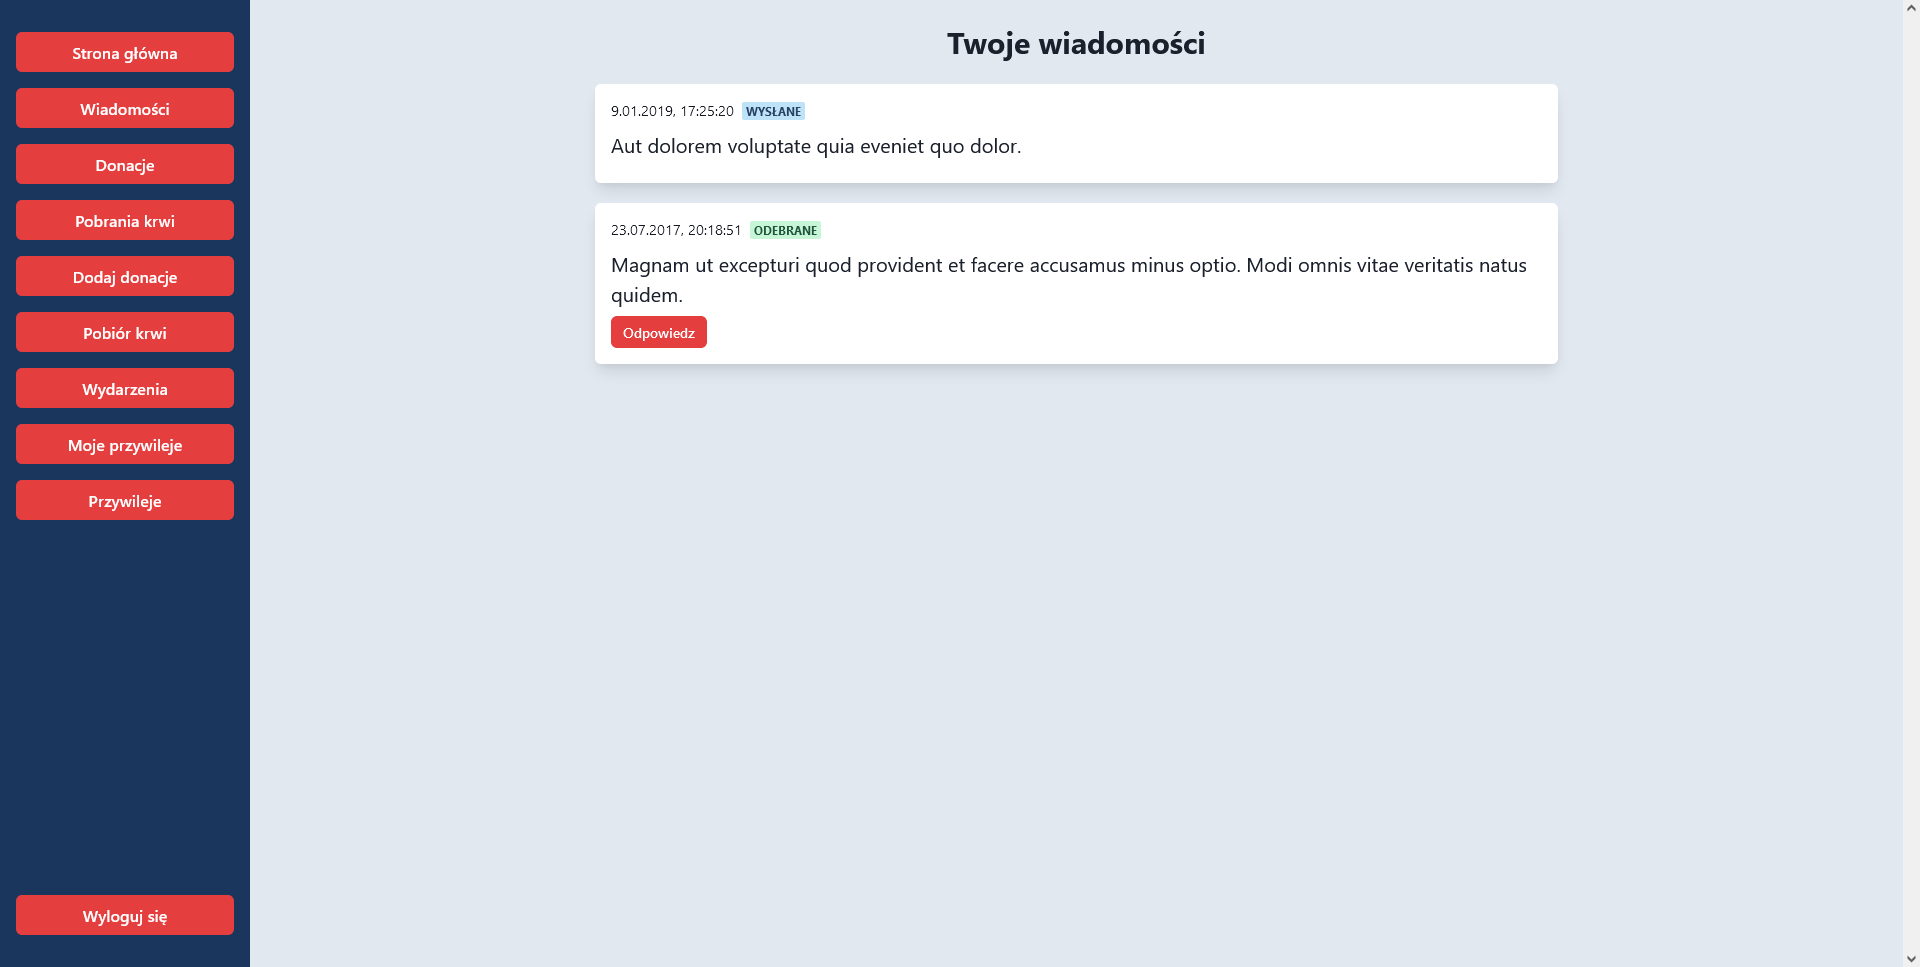 Strona główna
Wiadomości
Donacje
Pobrania krwi
Dodaj donacje
Pobiór krwi
Wydarzenia
Moje przywileje
Przywileje
Wyloguj się
Twoje wiadomości
9.01.2019, 17:25:20 WYSŁANE
Aut dolorem voluptate quia eveniet quo dolor.
23.07.2017, 20:18:51 ODEBRANE
Magnam ut excepturi quod provident et facere accusamus minus optio. Modi omnis vitae veritatis natus
quidem.
Odpowiedz